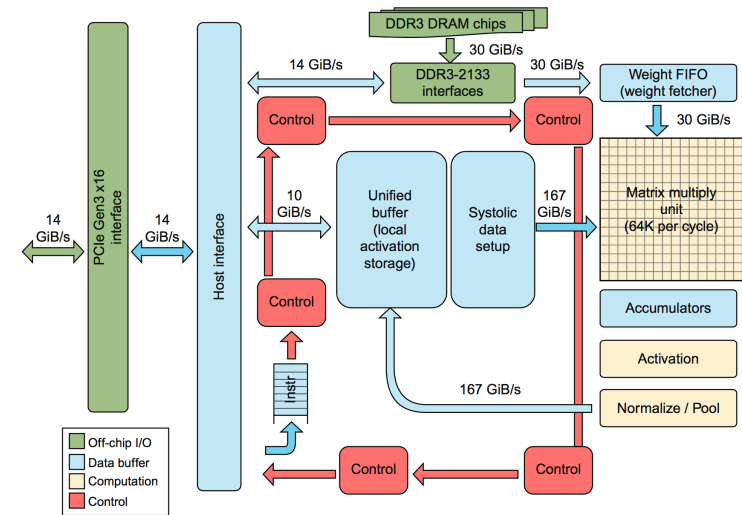 DDR3 DRAM chips
30 GiB/s
14 GiB/s
DDR3-2133
interfaces
30 GiB/s
Weight FIFO
(weight fetcher)
30 GiB/s
Control
Control
14
GiB/s
PCIe Gen3 x16
interface
14
GiB/s
Host interface
10
GiB/s
Unified
buffer
(local
activation
storage)
Systolic
data
setup
167
GiB/s
Matrix multiply
unit
(64K per cycle)
Control
Accumulators
Activation
Instr
167 GiB/s
Normalize / Pool
Off-chip I/O
Data buffer
Computation
Control
Control
Control